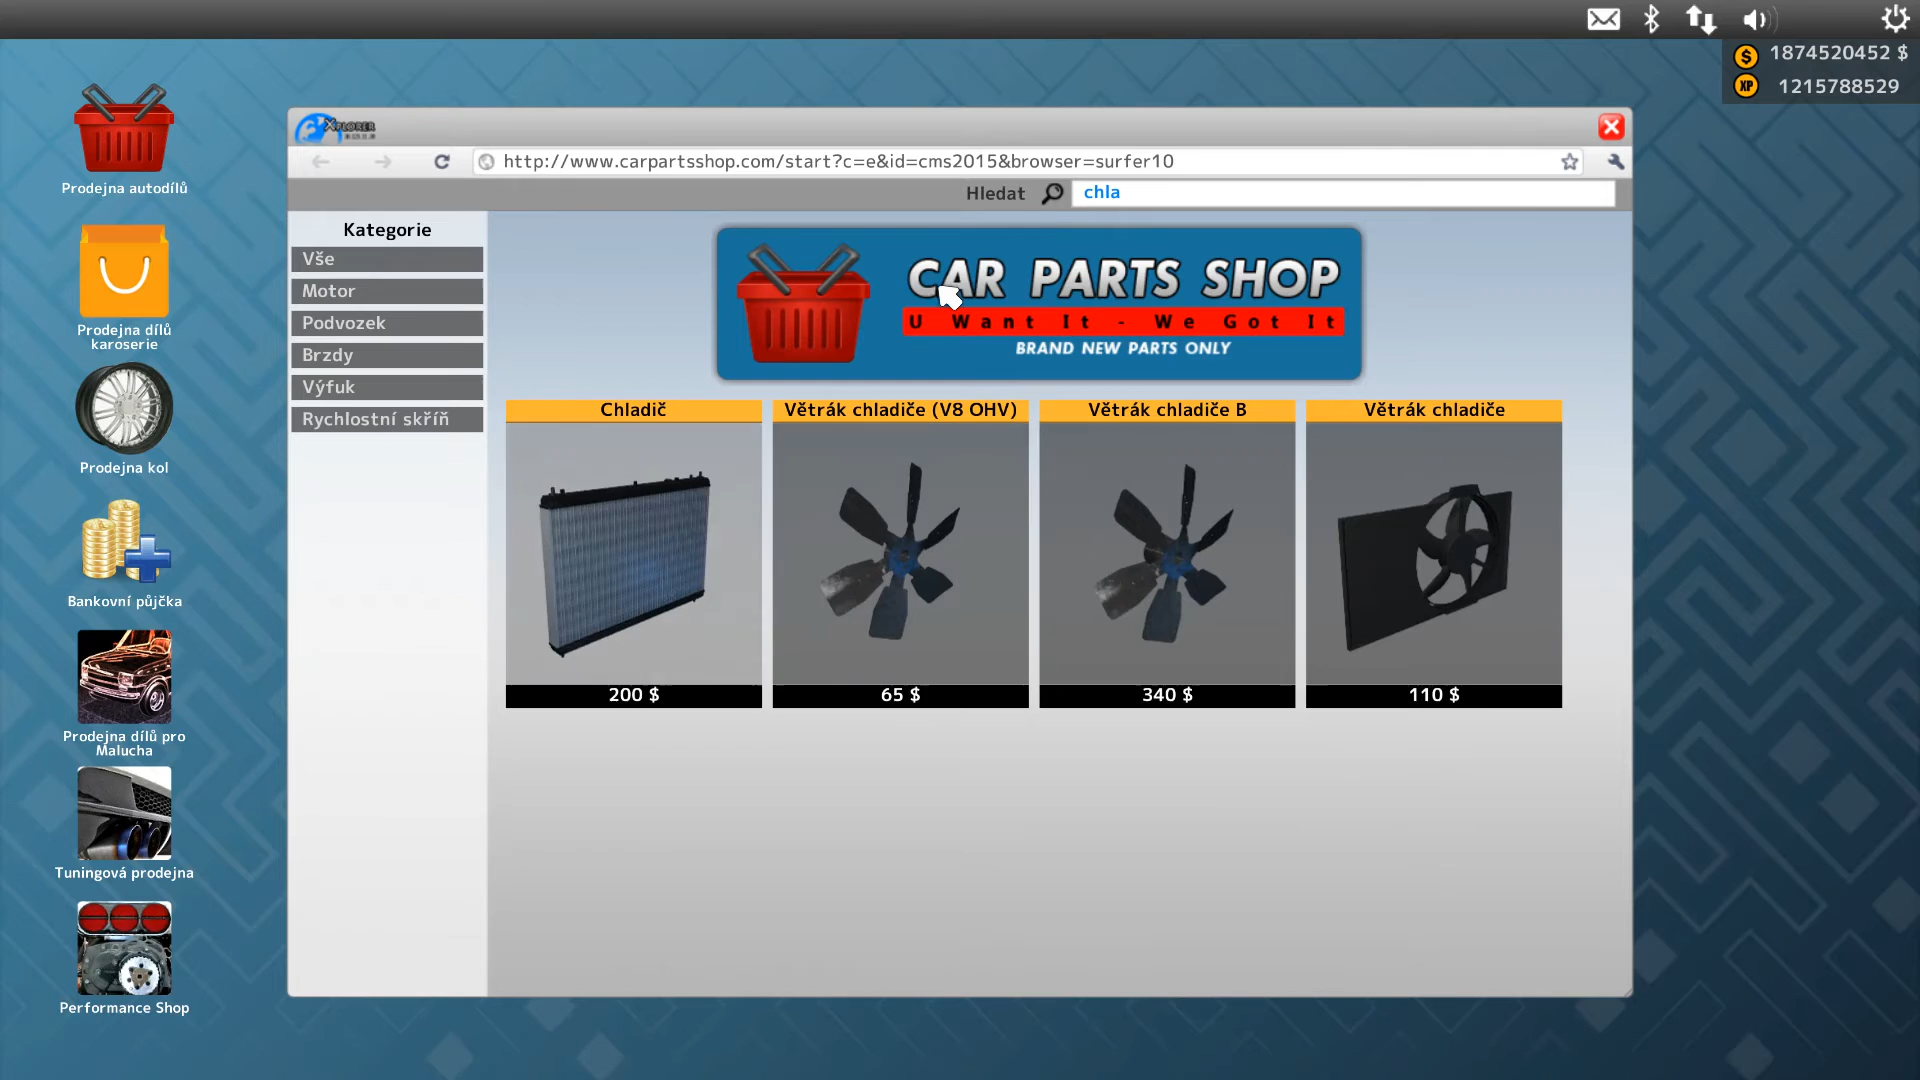 1874520452 $
XP
1215788529
Prodejna autodílů
Prodejna dílů
karoserie
Prodejna kol
Bankovní půjčka
Prodejna dílů pro
Malucha
Tuningová prodejna
Performance Shop
XPLORER
http://www.carpartsshop.com/start?c=e&id=cms2015&browser=surfer10
Hledat
chla
Kategorie
Vše
Motor
Podvozek
Brzdy
Výfuk
Rychlostní skříň
CAR PARTS SHOP
U Want It - We Got It
BRAND NEW PARTS ONLY
Chladič
200 $
Větrák chladiče (V8 OHV)
65 $
Větrák chladiče B
340 $
Větrák chladiče
110 $